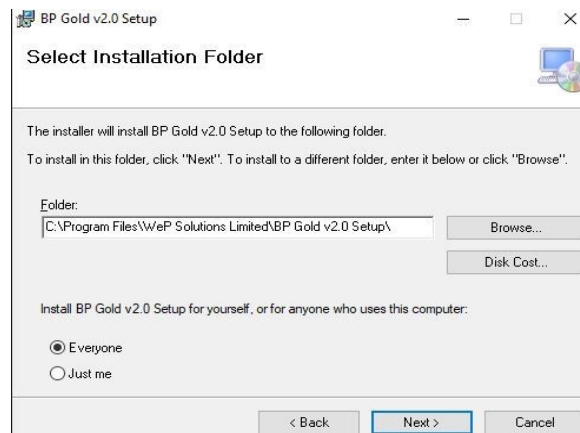 BP Gold v2.0 Setup
Select Installation Folder
The installer will install BP Gold v2.0 Setup to the following folder.
To install in this folder, click "Next". To install to a different folder, enter it below or click "Browse".
Folder:
C:\Program Files\WeP Solutions Limited\BP Gold v2.0 Setup\
Browse...
Disk Cost...
Install BP Gold v2.0 Setup for yourself, or for anyone who uses this computer:
Everyone
Just me
< Back Next > Cancel